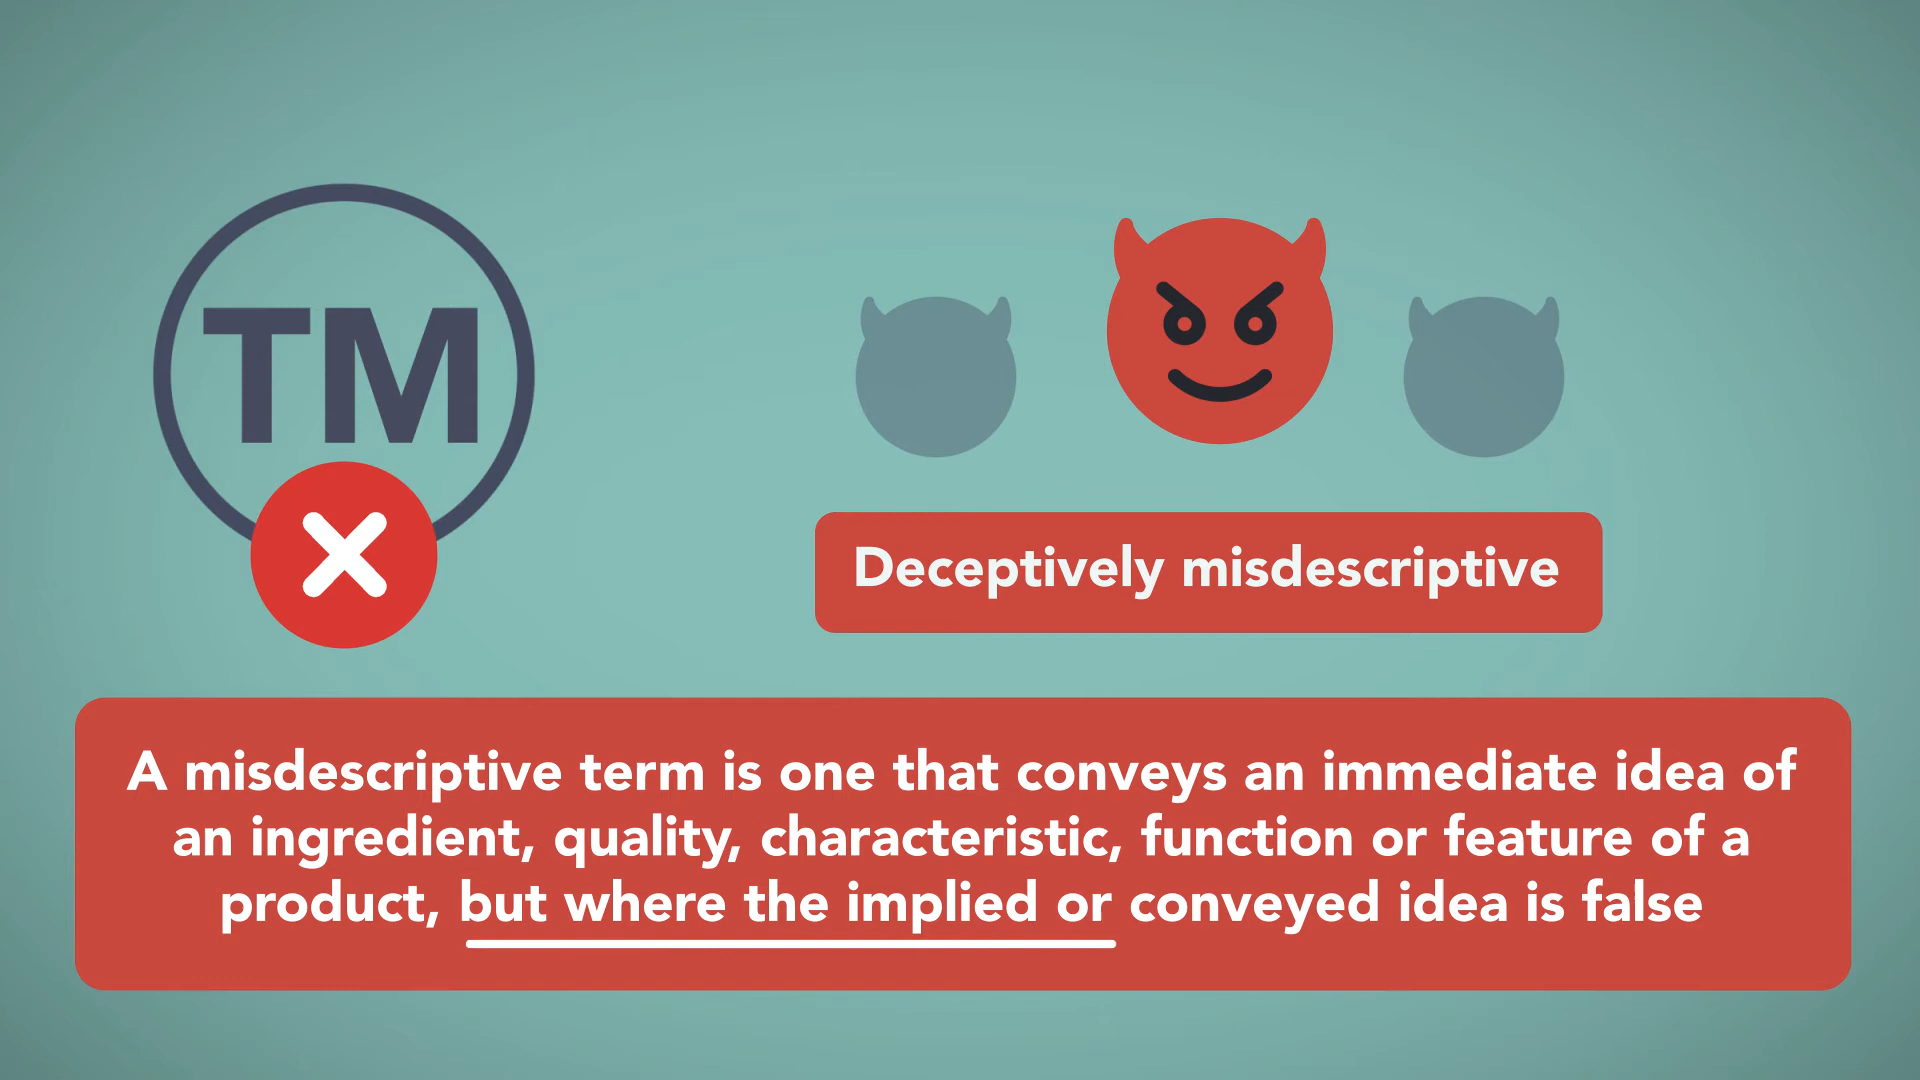 TM
Deceptively misdescriptive
A misdescriptive term is one that conveys an immediate idea of
an ingredient, quality, characteristic, function or feature of a
product, but where the implied or conveyed idea is false